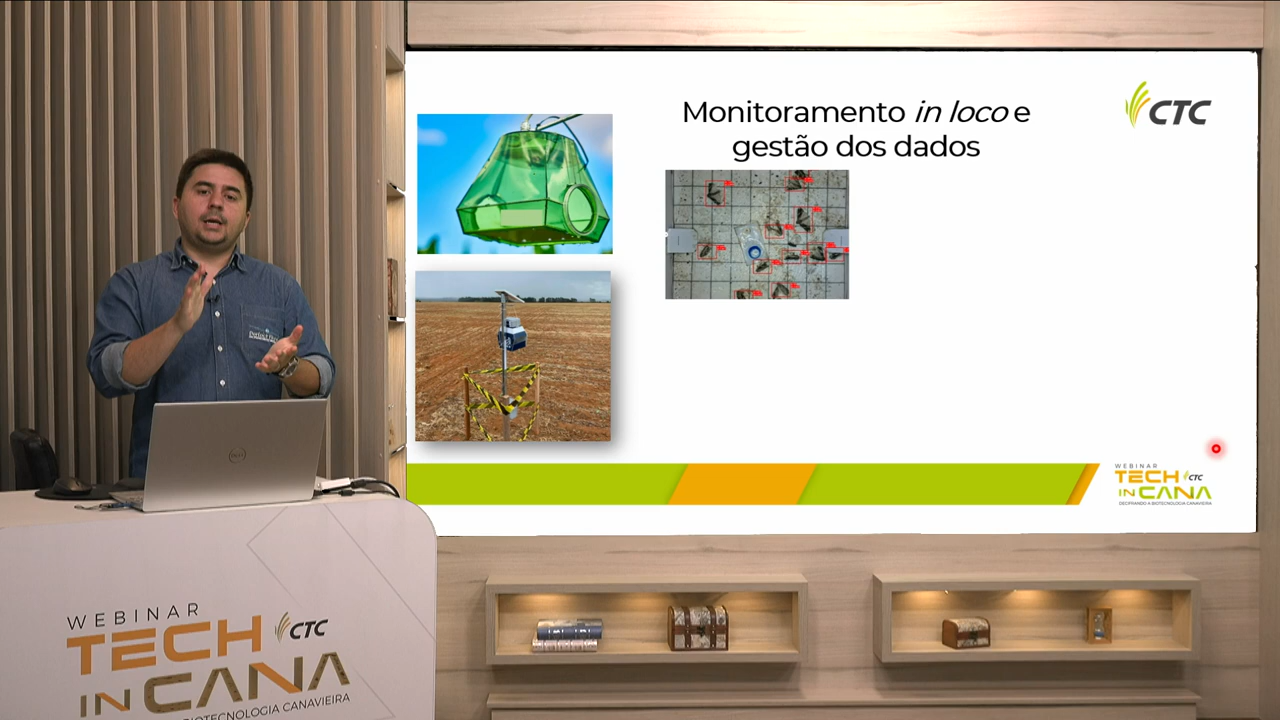 Monitoramento in loco e
gestão dos dados
CTC
WEBINAR
TECH CTC
IN CANA
DECIFRANDO A BIOTECNOLOGIA CANAVIEIRA
DELL
WEBINAR
TECH CTC
IN CANA
BIOTECNOLOGIA CANAVIEIRA